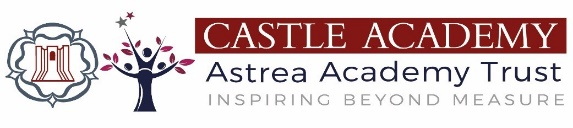 CASTLE ACADEMY
Astrea Academy Trust
INSPIRING BEYOND MEASURE